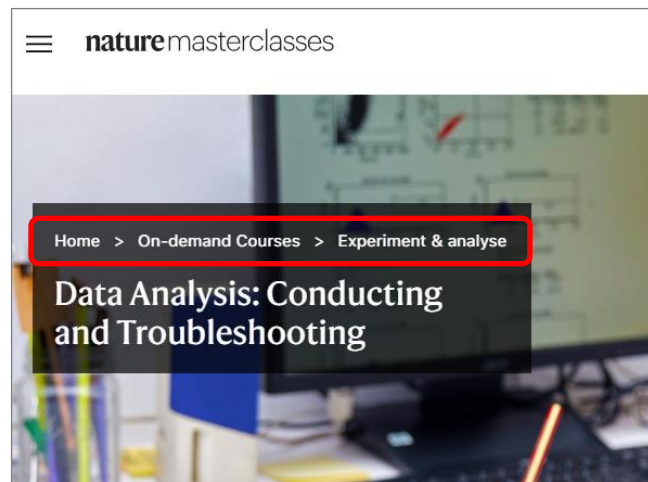 nature masterclasses
Home > On-demand Courses > Experiment & analyse
Data Analysis: Conducting
and Troubleshooting